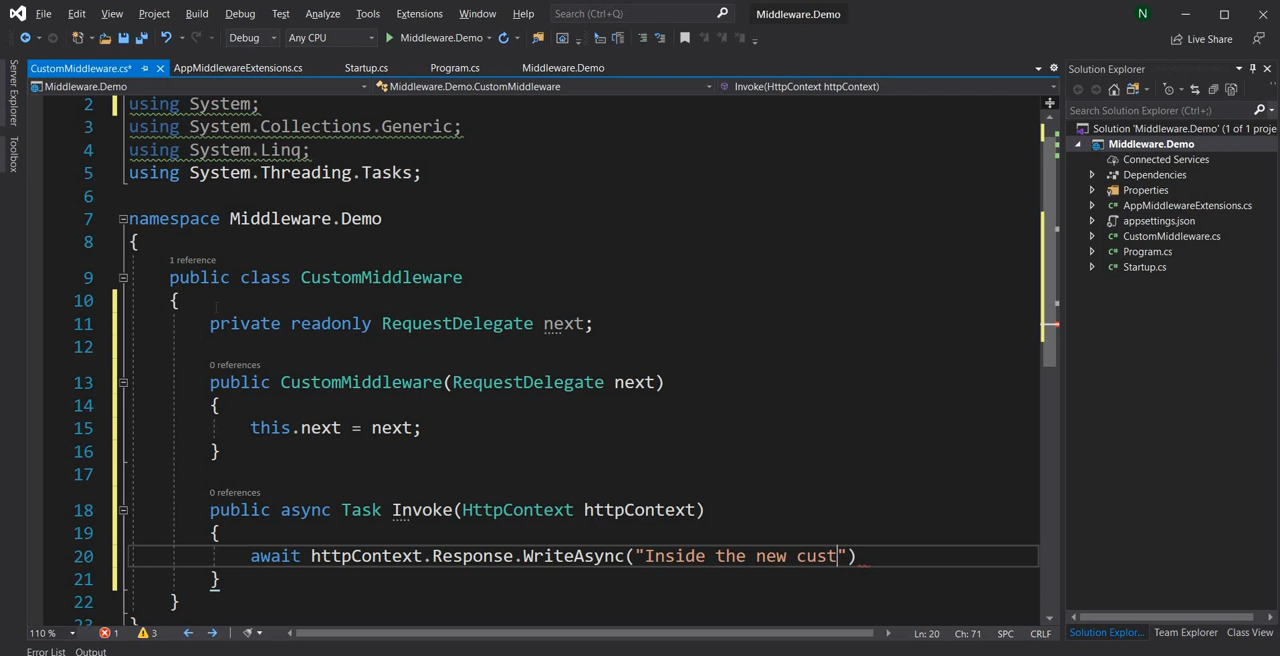 File Edit View Project Build Debug Test Analyze Tools Extensions Window Help Search (Ctrl+Q) Middleware.Demo N
Debug Any CPU Middleware.Demo Live Share
Server Explorer
Toolbox
CustomMiddleware.cs* AppMiddlewareExtensions.cs Startup.cs Program.cs Middleware.Demo
Middleware.Demo Middleware.Demo.CustomMiddleware Invoke(HttpContext httpContext)
2 using System;
3 using System.Collections.Generic;
4 using System.Linq;
5 using System.Threading.Tasks;
6
7 namespace Middleware.Demo
8 {
1 reference
9 public class CustomMiddleware
10 {
11 private readonly RequestDelegate next;
12
0 references
13 public CustomMiddleware(RequestDelegate next)
14 {
15 this.next = next;
16 }
17
0 references
18 public async Task Invoke(HttpContext httpContext)
19 {
20 await httpContext.Response.WriteAsync("Inside the new cust")
21 }
22 }
23 }
110 % 1 3 Ln: 20 Ch: 71 SPC CRLF
Error List Output
Solution Explorer
Search Solution Explorer (Ctrl+;)
Solution 'Middleware.Demo' (1 of 1 proje
Middleware.Demo
Connected Services
Dependencies
Properties
AppMiddlewareExtensions.cs
appsettings.json
C# CustomMiddleware.cs
C# Program.cs
C# Startup.cs
Solution Explor... Team Explorer Class View